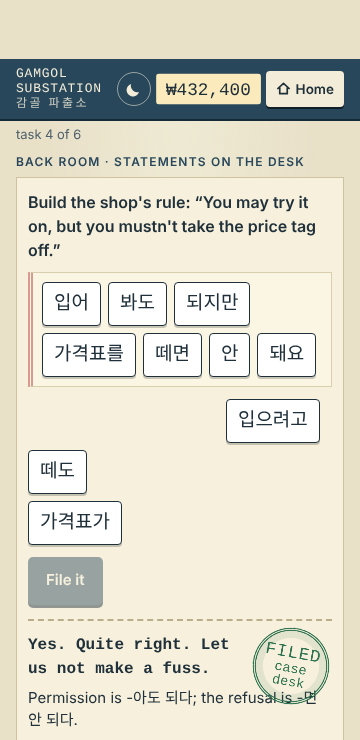 GAMGOL
SUBSTATION
감골 파출소
₩432,400
Home
task 4 of 6
BACK ROOM · STATEMENTS ON THE DESK
Build the shop's rule: “You may try it
on, but you mustn't take the price tag
off.”
입어 봐도 되지만
가격표를 떼면 안 돼요
입으려고
떼도
가격표가
File it
Yes. Quite right. Let
us not make a fuss.
FILED
case
desk
Permission is -아도 되다; the refusal is -면
안 되다.